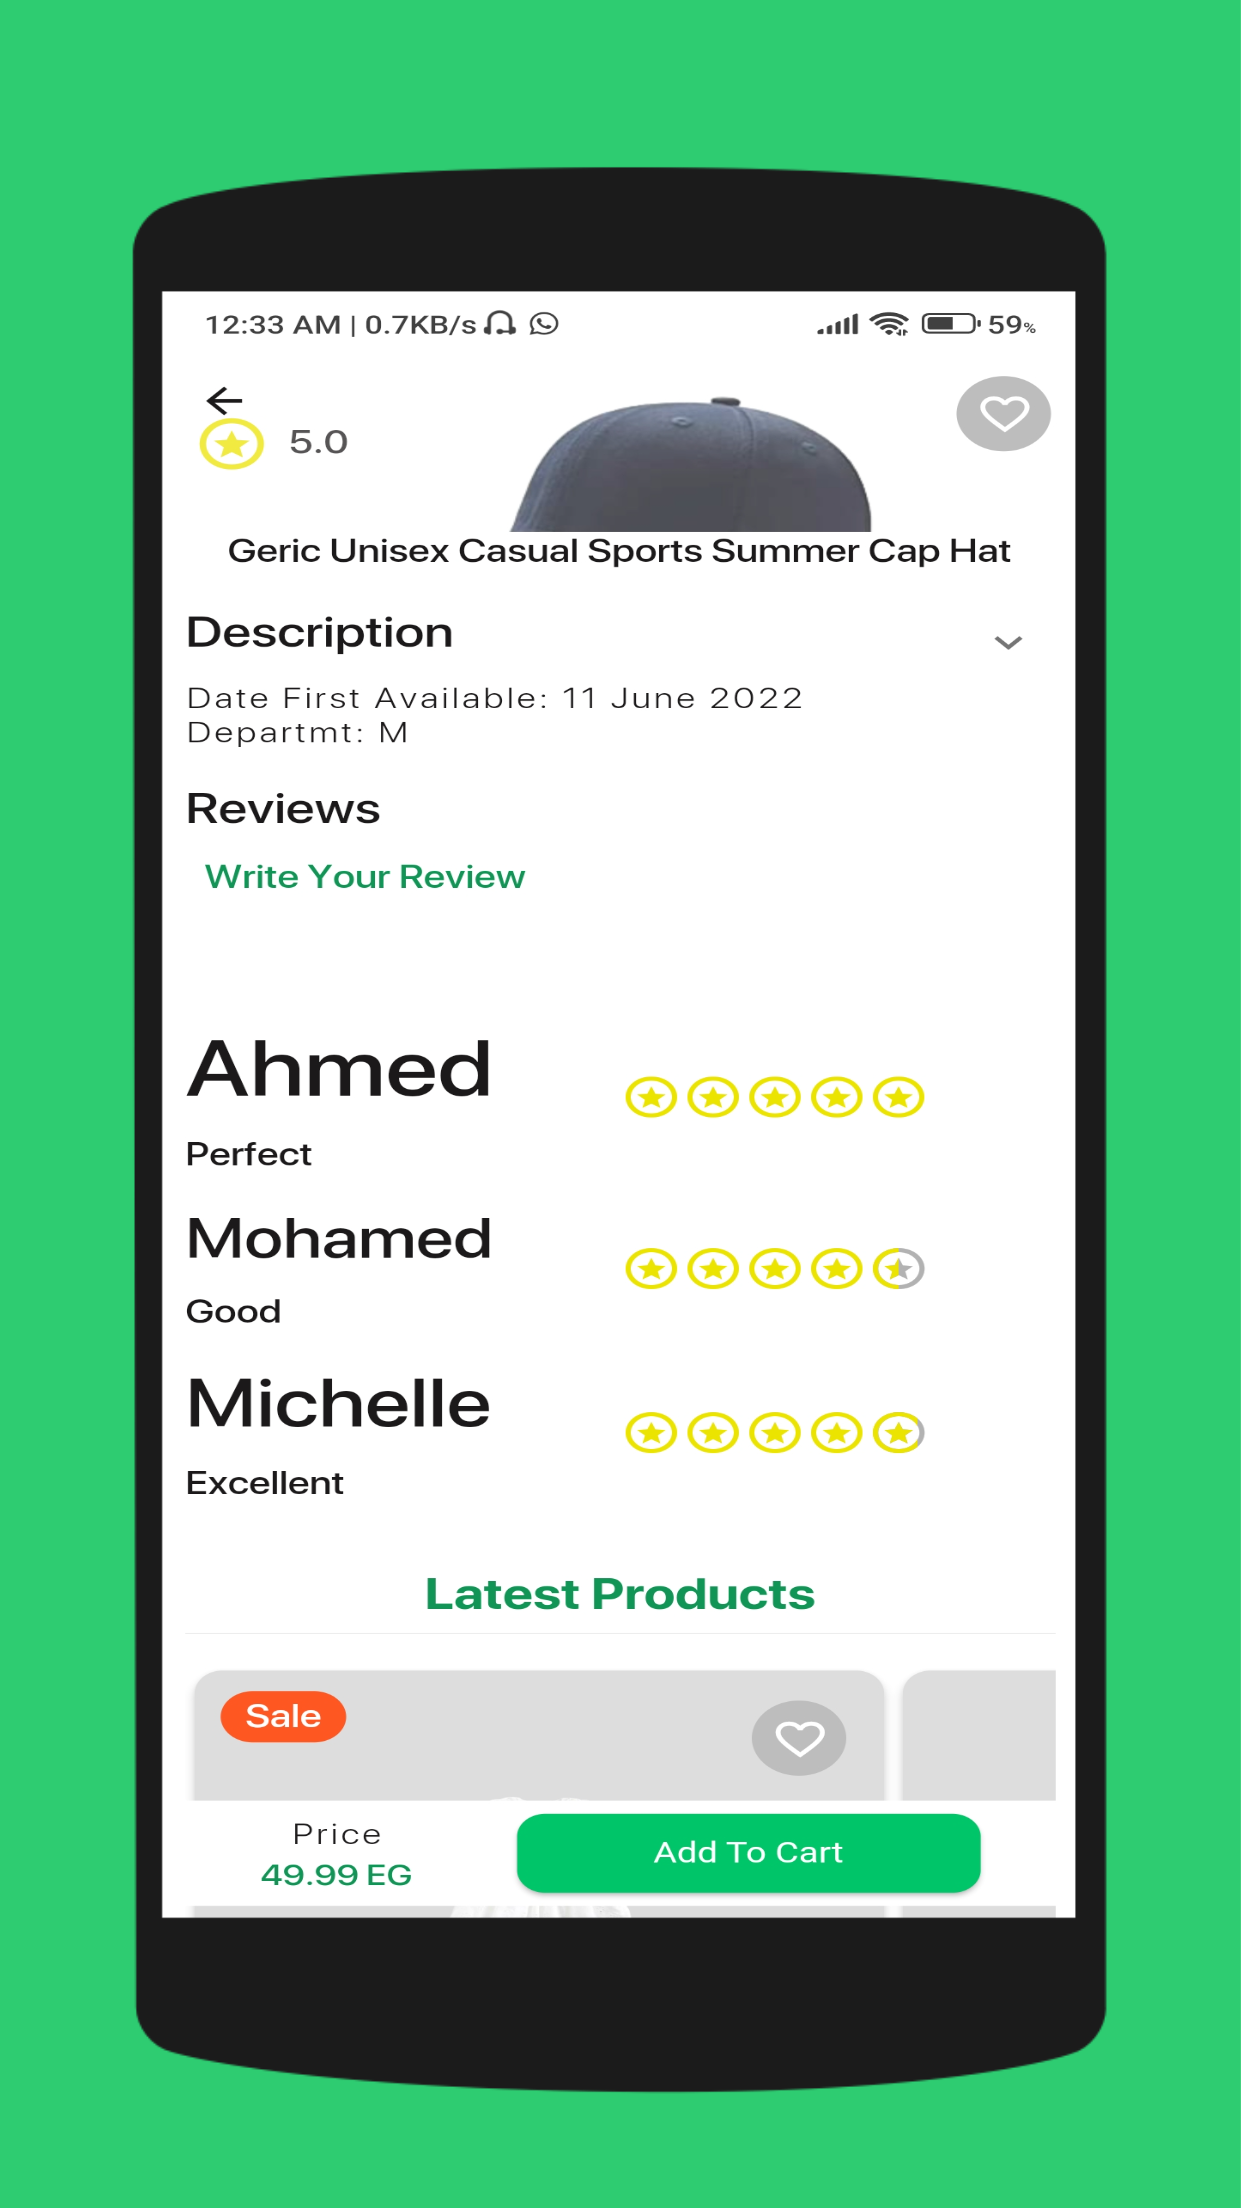 12:33 AM | 0.7KB/s
59%
5.0
Geric Unisex Casual Sports Summer Cap Hat
Description
Date First Available: 11 June 2022
Departmt: M
Reviews
Write Your Review
Ahmed
Perfect
Mohamed
Good
Michelle
Excellent
Latest Products
Sale
Price
49.99 EG
Add To Cart